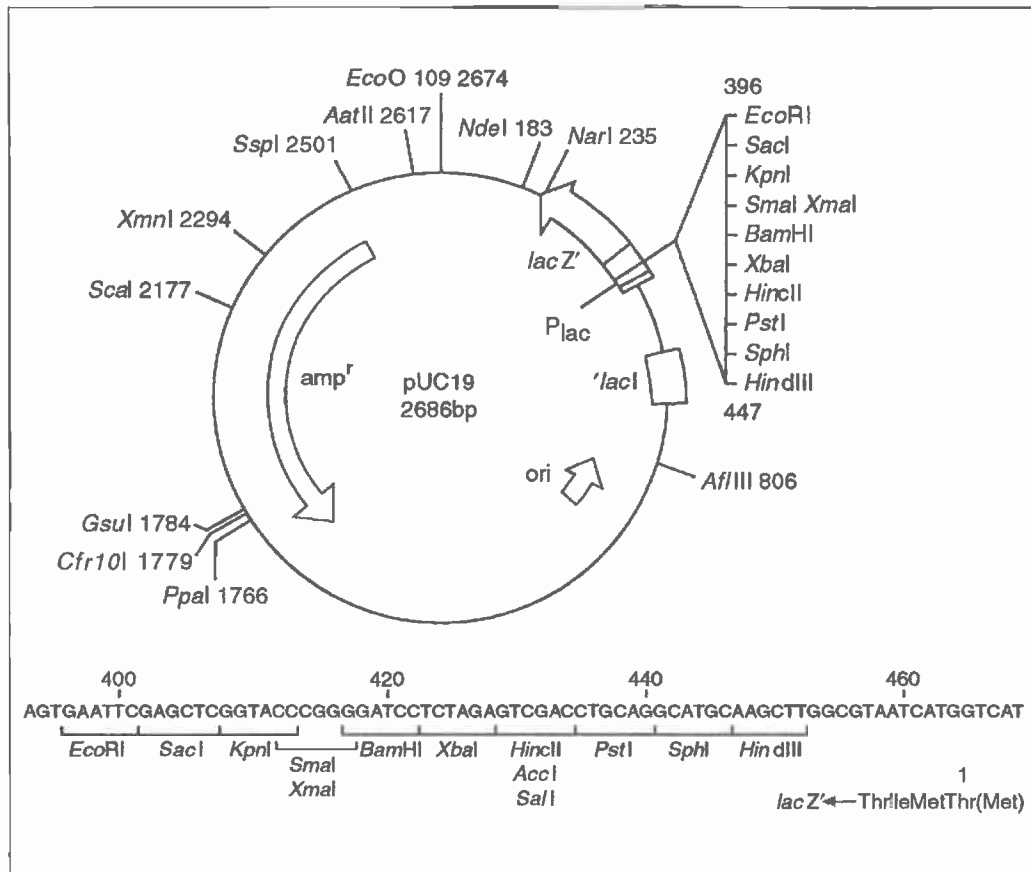 EcoO 109 2674
AatII 2617
SspI 2501
XmnI 2294
ScaI 2177
NdeI 183
NarI 235
396
EcoRI
SacI
KpnI
SmaI XmaI
BamHI
XbaI
HincII
PstI
SphI
HindIII
447
lacZ'
Plac
'lacI
ampr
pUC19
2686bp
ori
AflIII 806
GsuI 1784
Cfr10I 1779
PpaI 1766
400 420 440 460
AGTGAATTCGAGCTCGGTACCCGGGGATCCTCTAGAGTCGACCTGCAGGCATGCAAGCTTGGCGTAATCATGGTCAT
EcoRI SacI KpnI BamHI XbaI HincII PstI SphI HindIII
SmaI AccI
XmaI SalI
1
lacZ' ThrIleMetThr(Met)